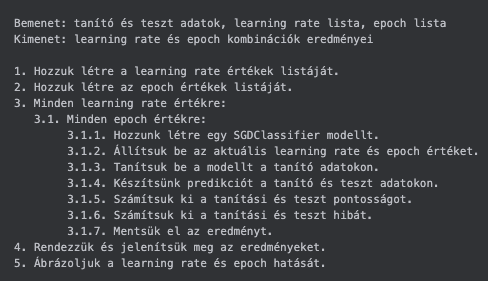 Bemenet: tanító és teszt adatok, learning rate lista, epoch lista
Kimenet: learning rate és epoch kombinációk eredményei

1. Hozzuk létre a learning rate értékek listáját.
2. Hozzuk létre az epoch értékek listáját.
3. Minden learning rate értékre:
   3.1. Minden epoch értékre:
        3.1.1. Hozzunk létre egy SGDClassifier modellt.
        3.1.2. Állítsuk be az aktuális learning rate és epoch értéket.
        3.1.3. Tanítsuk be a modellt a tanító adatokon.
        3.1.4. Készítsünk predikciót a tanító és teszt adatokon.
        3.1.5. Számítsuk ki a tanítási és teszt pontosságot.
        3.1.6. Számítsuk ki a tanítási és teszt hibát.
        3.1.7. Mentsük el az eredményt.
4. Rendezzük és jelenítsük meg az eredményeket.
5. Ábrázoljuk a learning rate és epoch hatását.